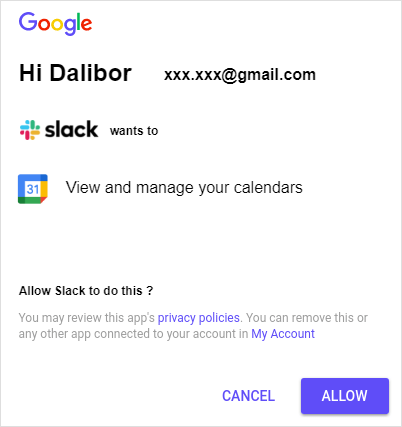 Google
Hi Dalibor xxx.xxx@gmail.com
slack wants to
31 View and manage your calendars
Allow Slack to do this ?
You may review this app's privacy policies. You can remove this or
any other app connected to your account in My Account
CANCEL ALLOW